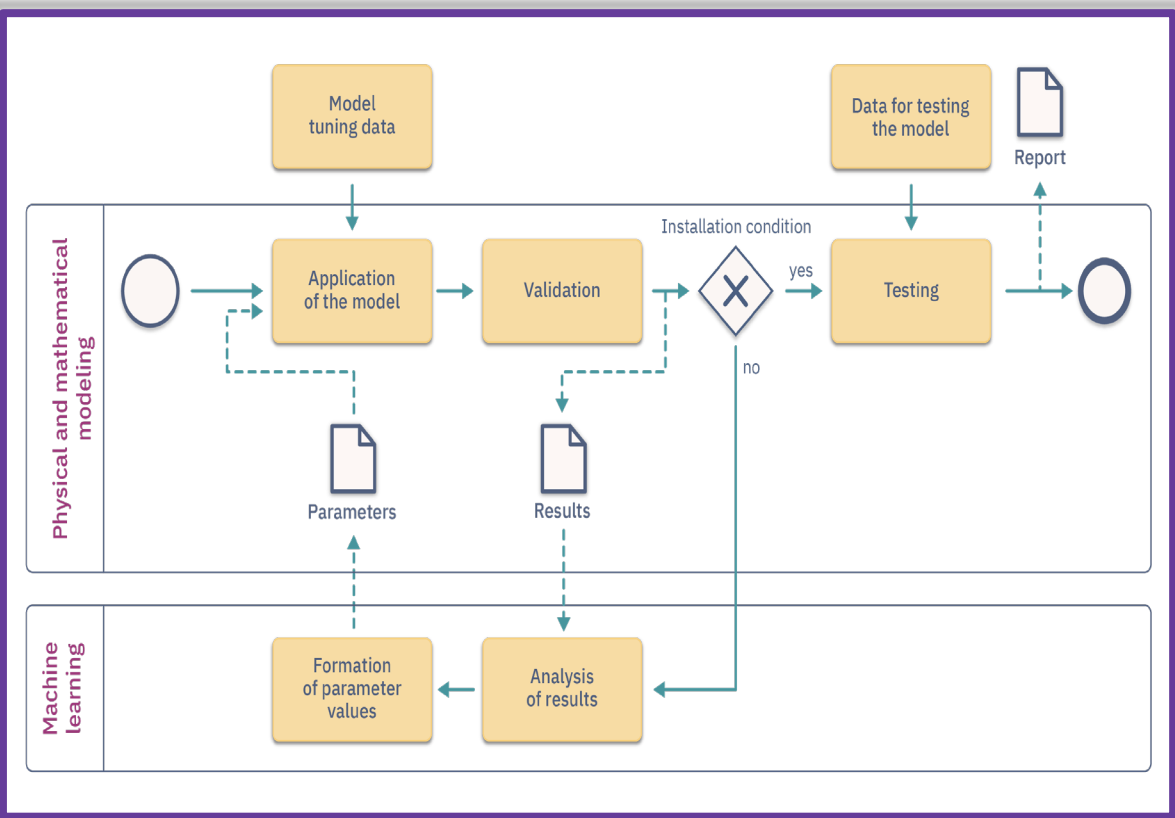 Model
tuning data
Data for testing
the model
Report
Physical and mathematical
modeling
Installation condition
Application
of the model
Validation
yes
Testing
no
Parameters
Results
Machine
learning
Formation
of parameter
values
Analysis
of results